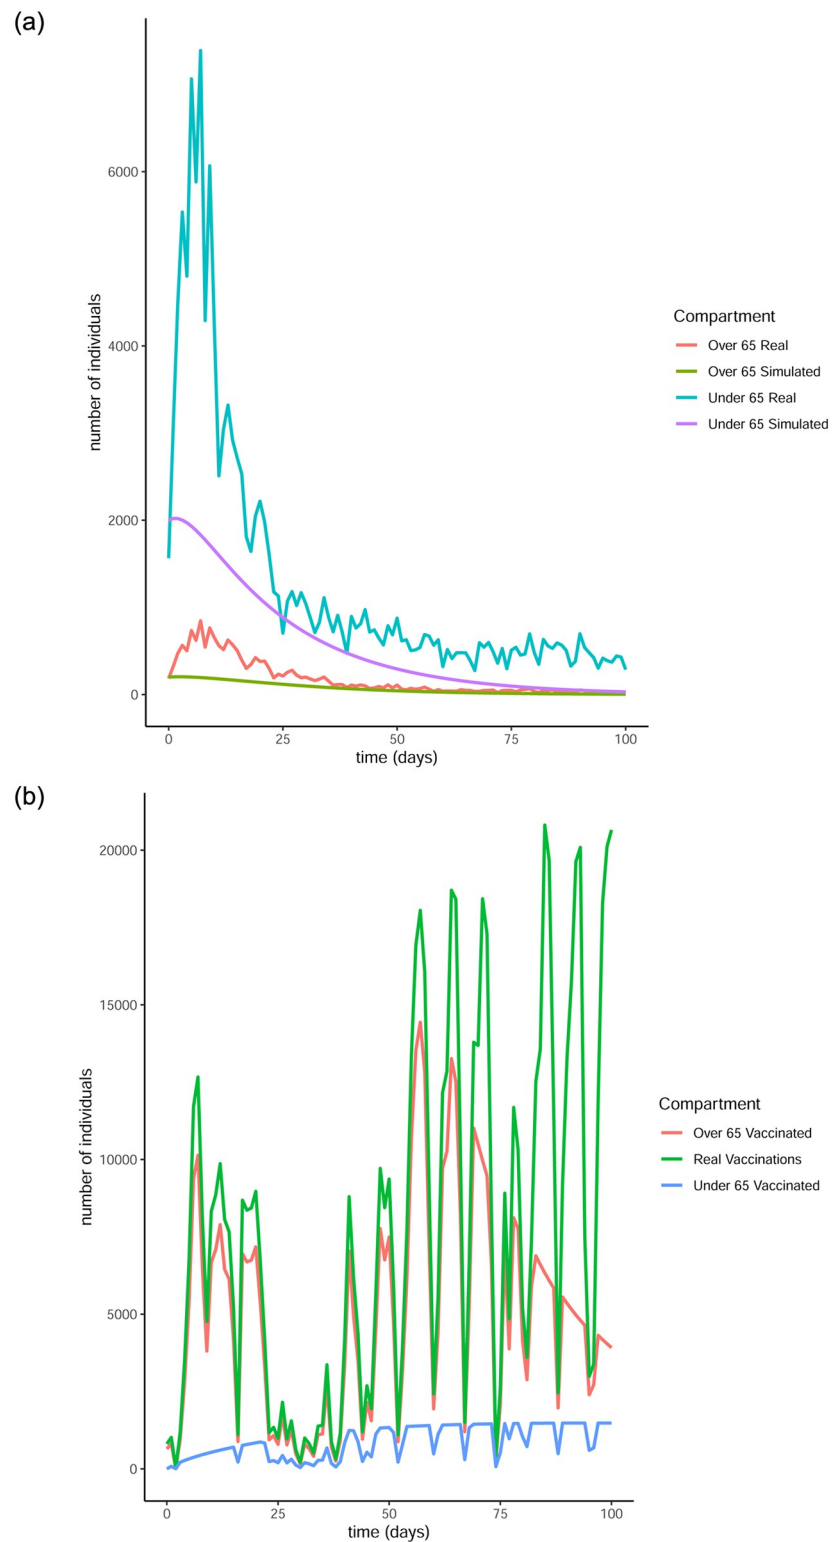 (a)
6000
4000
2000
0
number of individuals
0 25 50 75 100
time (days)
Compartment
Over 65 Real
Over 65 Simulated
Under 65 Real
Under 65 Simulated
(b)
20000
15000
10000
5000
0
number of individuals
0 25 50 75 100
time (days)
Compartment
Over 65 Vaccinated
Real Vaccinations
Under 65 Vaccinated